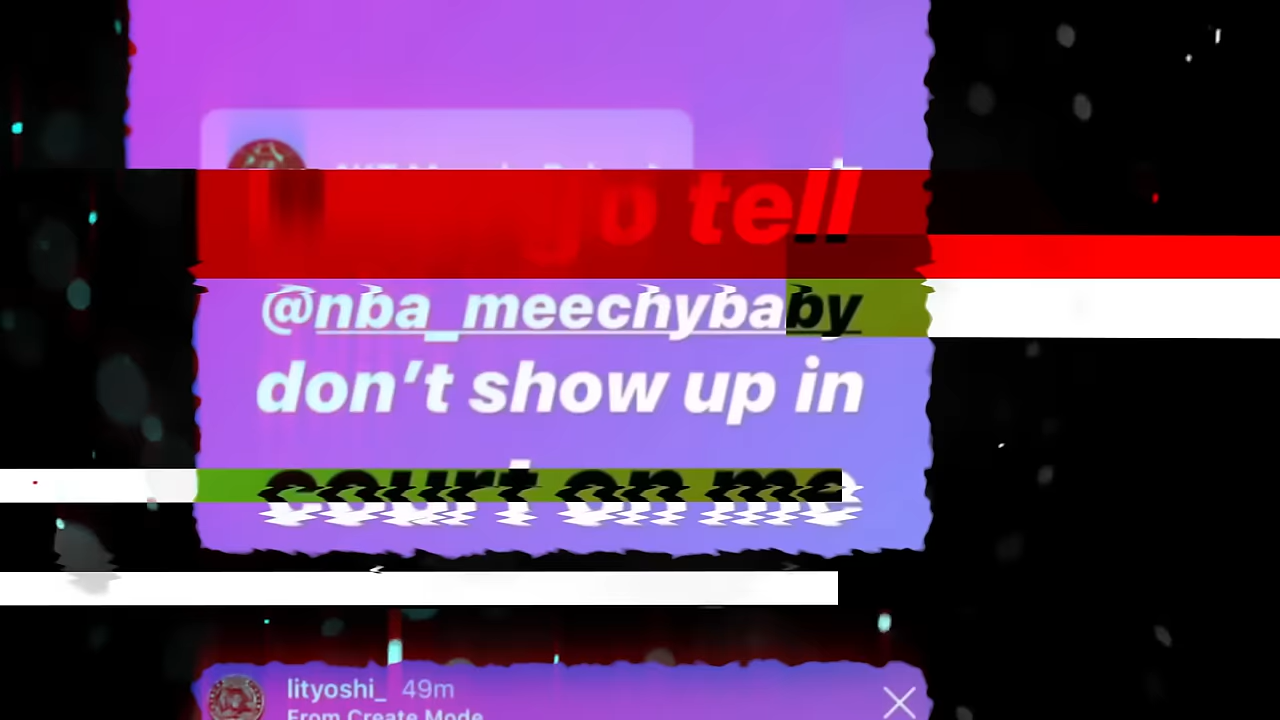 go tell
@nba_meechybaby
don't show up in
court on me
lityoshi_ 49m
From Create Mode